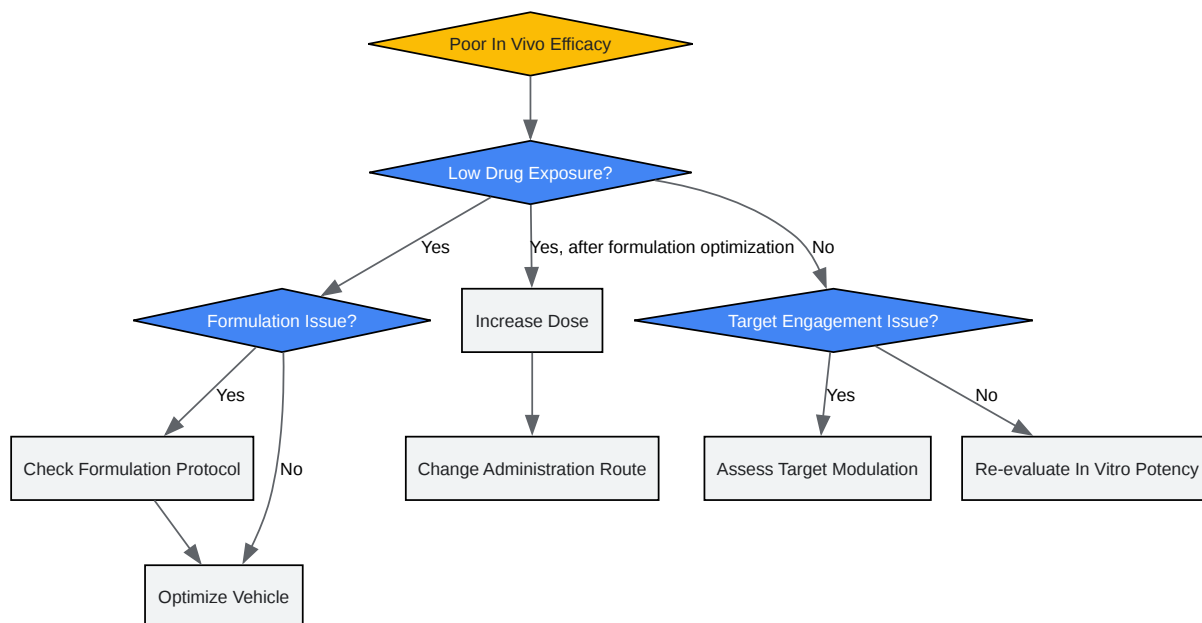 Poor In Vivo Efficacy
Low Drug Exposure?
Yes
Yes, after formulation optimization
No
Formulation Issue?
Increase Dose
Target Engagement Issue?
Yes
No
Yes
No
Check Formulation Protocol
Change Administration Route
Assess Target Modulation
Re-evaluate In Vitro Potency
Optimize Vehicle